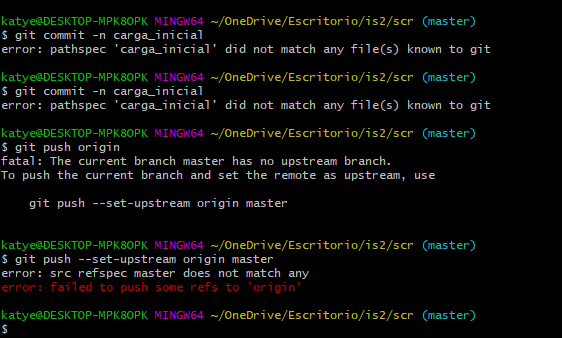 katye@DESKTOP-MPK8OPK MINGW64 ~/OneDrive/Escritorio/is2/scr (master)
$ git commit -n carga_inicial
error: pathspec 'carga_inicial' did not match any file(s) known to git
katye@DESKTOP-MPK8OPK MINGW64 ~/OneDrive/Escritorio/is2/scr (master)
$ git commit -n carga_inicial
error: pathspec 'carga_inicial' did not match any file(s) known to git
katye@DESKTOP-MPK8OPK MINGW64 ~/OneDrive/Escritorio/is2/scr (master)
$ git push origin
fatal: The current branch master has no upstream branch.
To push the current branch and set the remote as upstream, use
git push --set-upstream origin master
katye@DESKTOP-MPK8OPK MINGW64 ~/OneDrive/Escritorio/is2/scr (master)
$ git push --set-upstream origin master
error: src refspec master does not match any
error: failed to push some refs to 'origin'
katye@DESKTOP-MPK8OPK MINGW64 ~/OneDrive/Escritorio/is2/scr (master)
$